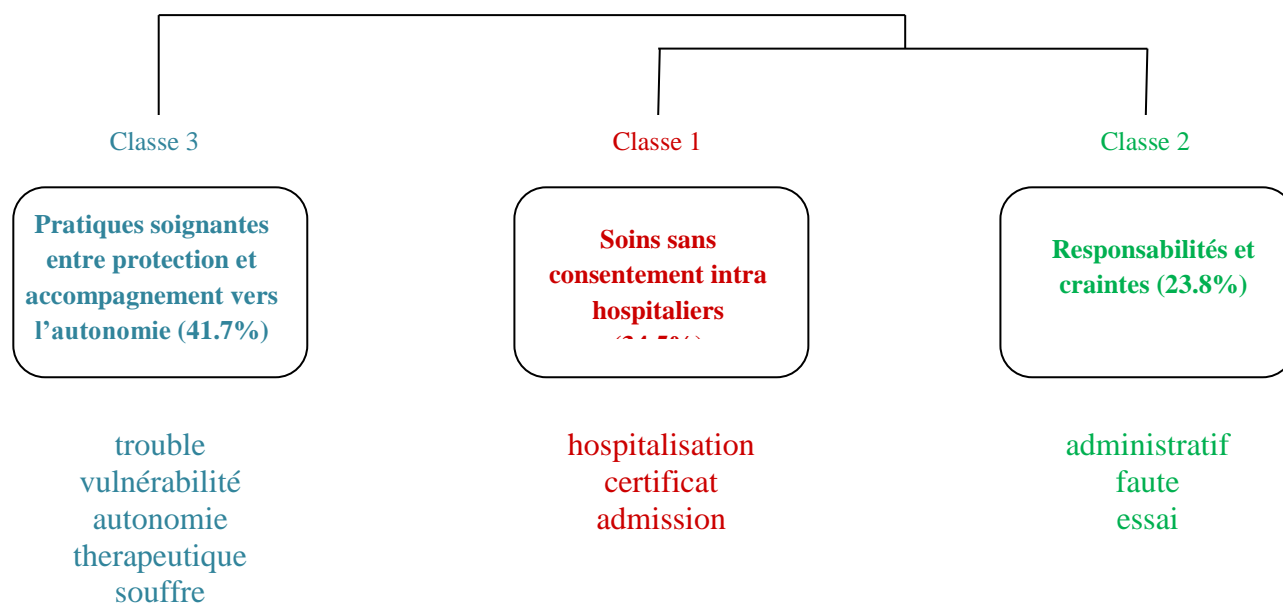 Classe 3
Pratiques soignantes
entre protection et
accompagnement vers
l'autonomie (41.7%)
trouble
vulnérabilité
autonomie
therapeutique
souffre
Classe 1
Soins sans
consentement intra
hospitaliers
hospitalisation
certificat
admission
Classe 2
Responsabilités et
craintes (23.8%)
administratif
faute
essai